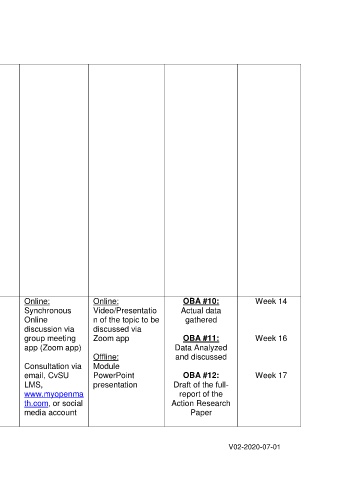 Online:
Synchronous
Online
discussion via
group meeting
app (Zoom app)
Consultation via
email, CvSU
LMS,
www.myopenma
th.com, or social
media account
Online:
Video/Presentatio
n of the topic to be
discussed via
Zoom app
Offline:
Module
PowerPoint
presentation
OBA #10:
Actual data
gathered
OBA #11:
Data Analyzed
and discussed
OBA #12:
Draft of the full-
report of the
Action Research
Paper
Week 14
Week 16
Week 17
V02-2020-07-01